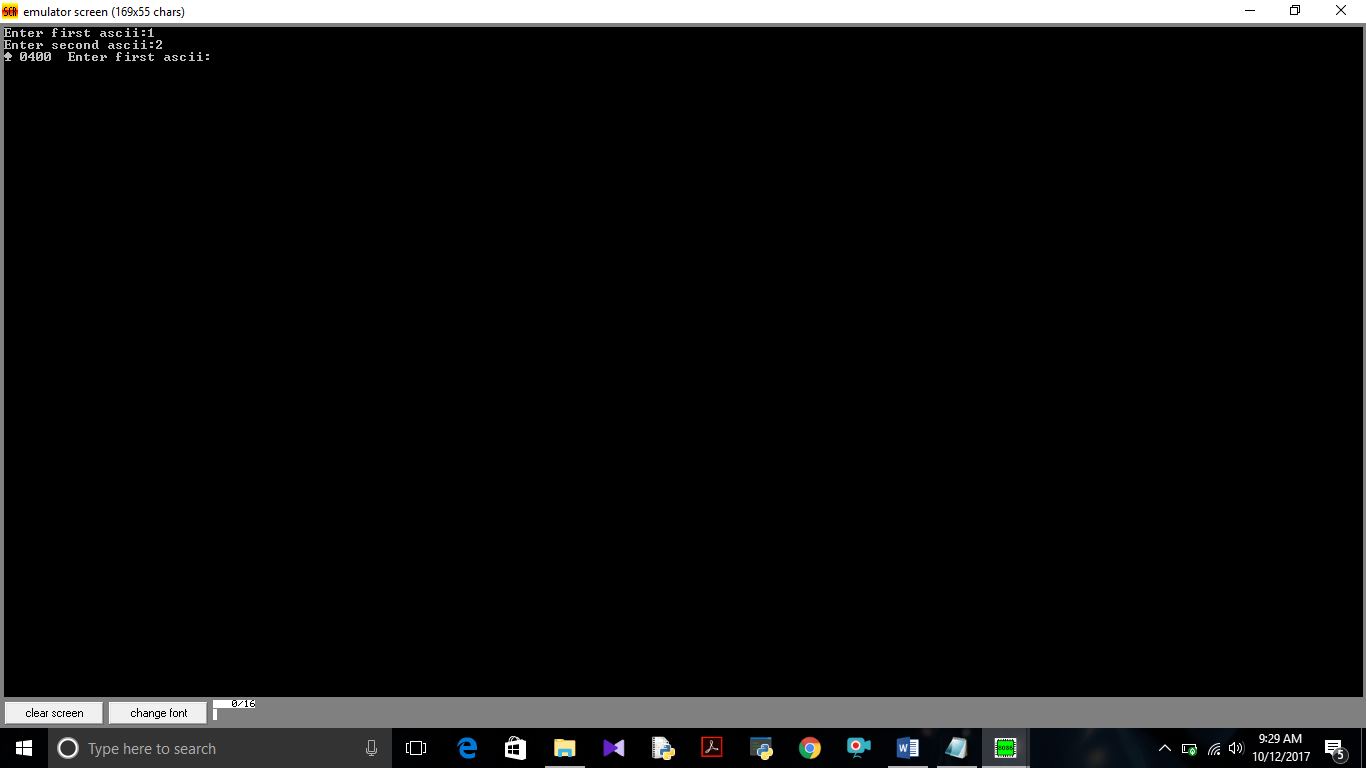 emulator screen (169x55 chars)
Enter first ascii:1
Enter second ascii:2
↑ 0400  Enter first ascii:
clear screen
change font
0/16
Type here to search
9:29 AM
10/12/2017
5